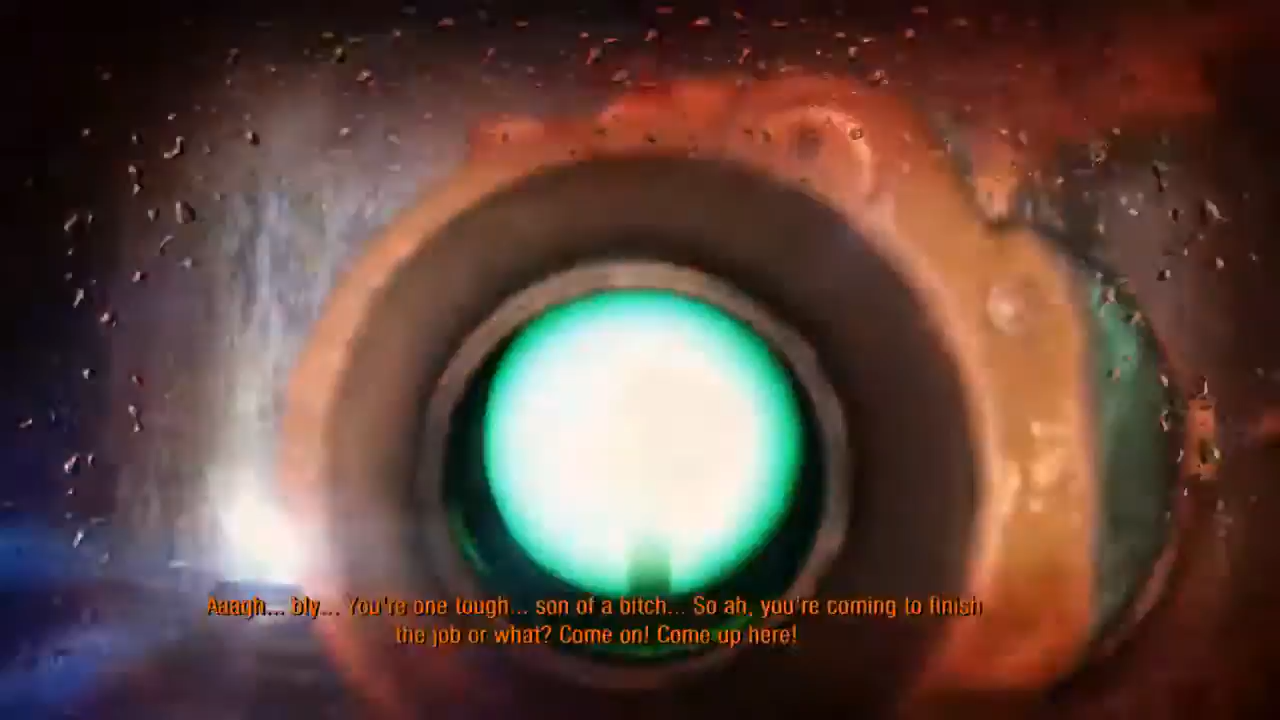 Aaagh... bly... You're one tough... son of a bitch... So ah, you're coming to finish
the job or what? Come on! Come up here!